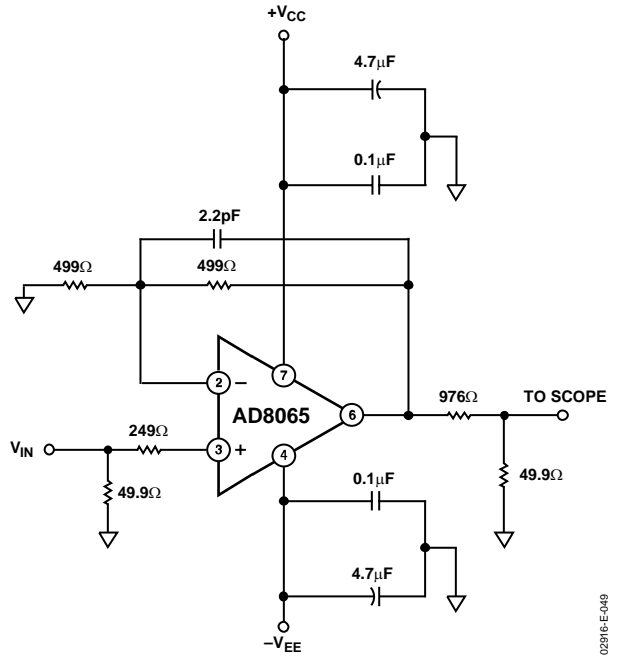 +VCC
4.7μF
0.1μF
2.2pF
499Ω
499Ω
7
2
–
AD8065
6
976Ω
TO SCOPE
VIN
249Ω
3
+
4
49.9Ω
49.9Ω
0.1μF
4.7μF
–VEE
02916-E-049